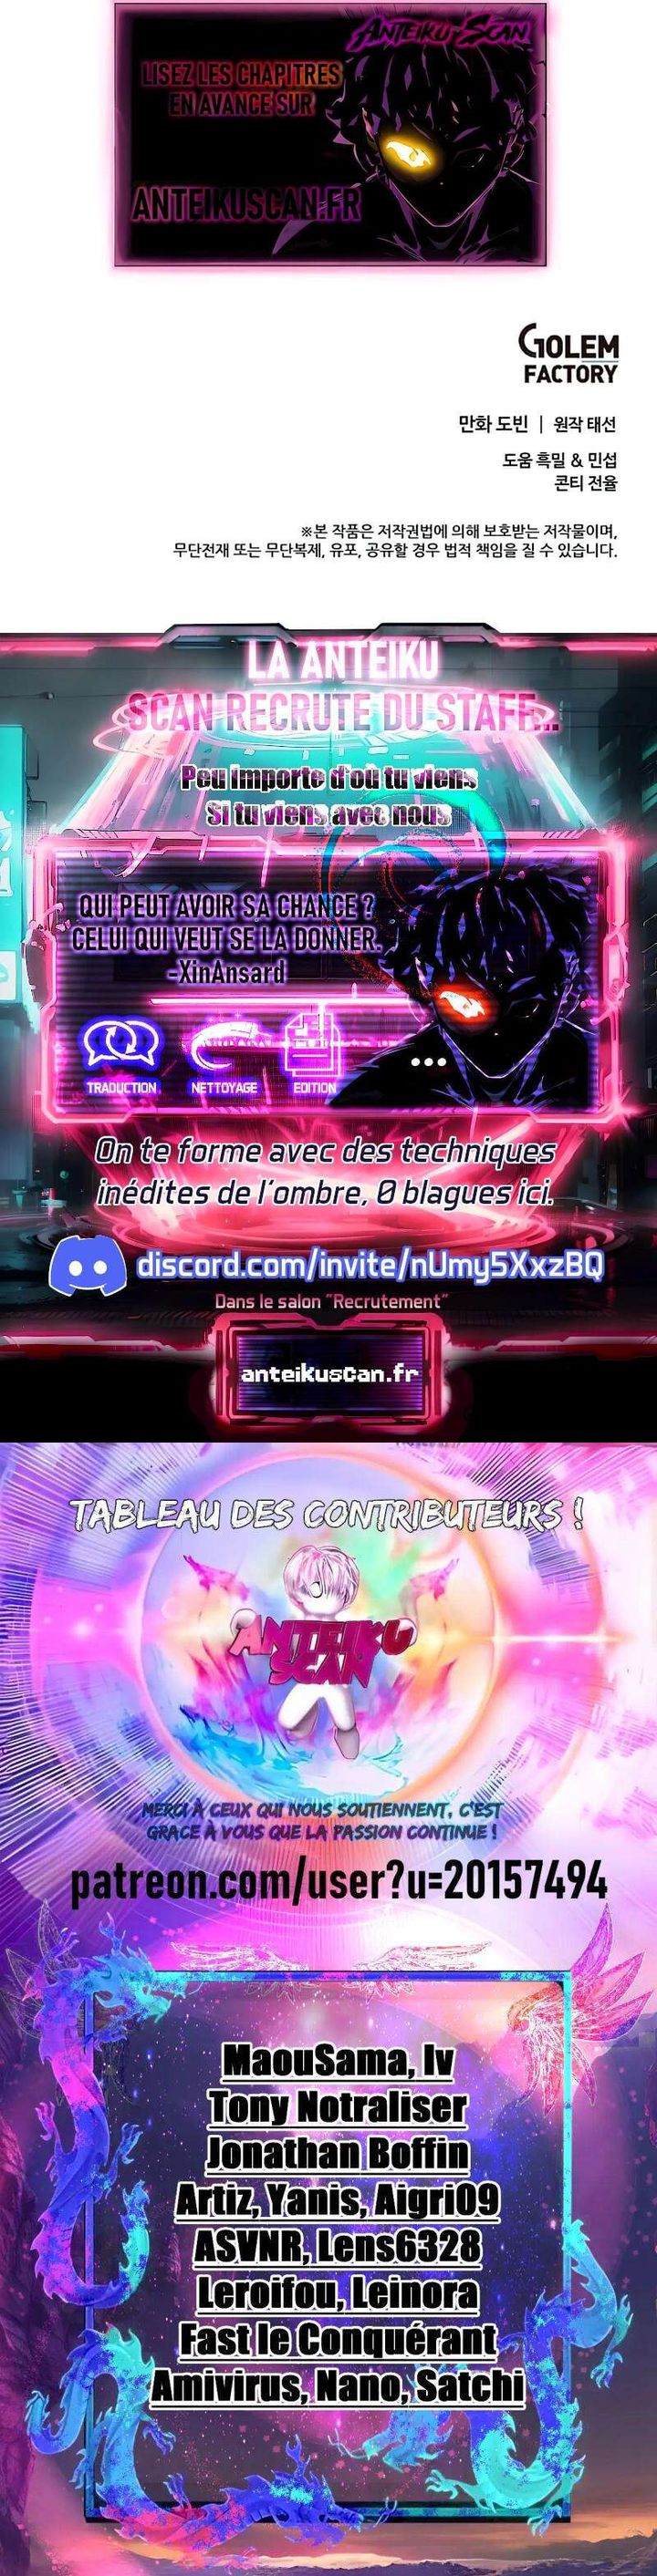 ANTEIKU SCAN
LISEZ LES CHAPITRES
EN AVANCE SUR
ANTEIKUSCAN.FR
GOLEM
FACTORY
만화 도빈 | 원작 태선
도움 흑밀 & 민섭
콘티 전율
※본 작품은 저작권법에 의해 보호받는 저작물이며,
무단전재 또는 무단복제, 유포, 공유할 경우 법적 책임을 질 수 있습니다.
LA ANTEIKU
SCAN RECRUTE DU STAFF...
Peu importe d'où tu viens
Si tu viens avec nous
QUI PEUT AVOIR SA CHANCE ?
CELUI QUI VEUT SE LA DONNER.
-XinAnsard
TRADUCTION NETTOYAGE EDITION ...
On te forme avec des techniques
inédites de l'ombre, 0 blagues ici.
discord.com/invite/nUmy5XxzBQ
Dans le salon "Recrutement"
anteikuscan.fr
TABLEAU DES CONTRIBUTEURS !
ANTEIKU
SCAN
MERCI À CEUX QUI NOUS SOUTIENNENT, C'EST
GRACE À VOUS QUE LA PASSION CONTINUE !
patreon.com/user?u=20157494
MaouSama, Iv
Tony Notraliser
Jonathan Boffin
Artiz, Yanis, Aigri09
ASVNR, Lens6328
Leroifou, Leinora
Fast le Conquérant
Amivirus, Nano, Satchi